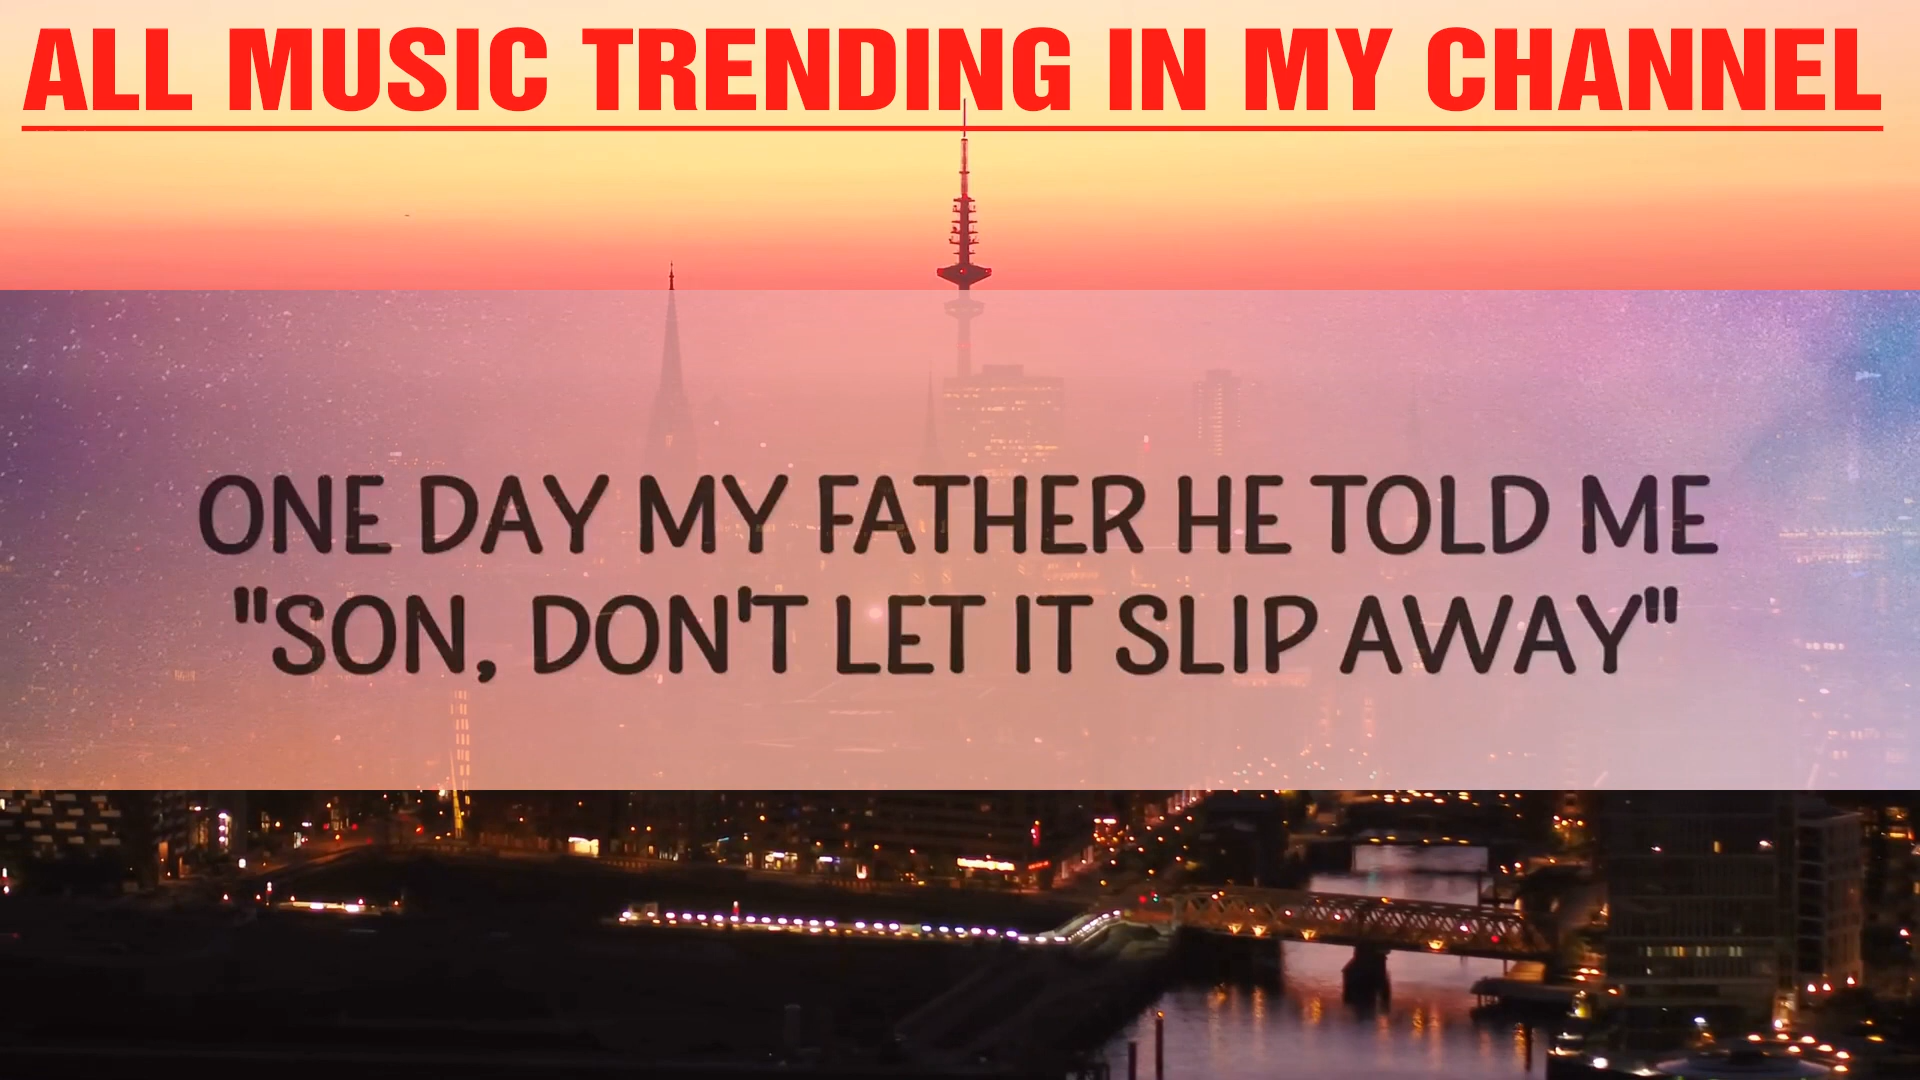 ALL MUSIC TRENDING IN MY CHANNEL
ONE DAY MY FATHER HE TOLD ME
"SON, DON'T LET IT SLIP AWAY"